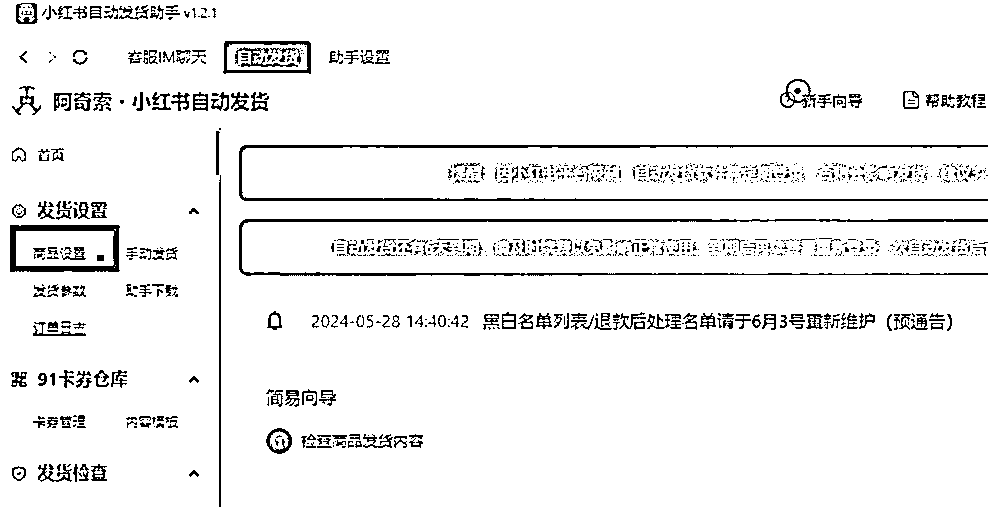 小红书自动发货助手 v1.2.1
客服IM聊天 自动发货 助手设置
阿奇索·小红书自动发货
新手向导 帮助教程
首页
发货设置
商品设置 手动发货
发货参数 助手下载
订单日志
2024-05-28 14:40:42 黑白名单列表/退款后处理名单请于6月3号重新维护（预通告）
91卡券仓库
简易向导
卡券管理 内容模板
检查商品发货内容
发货检查